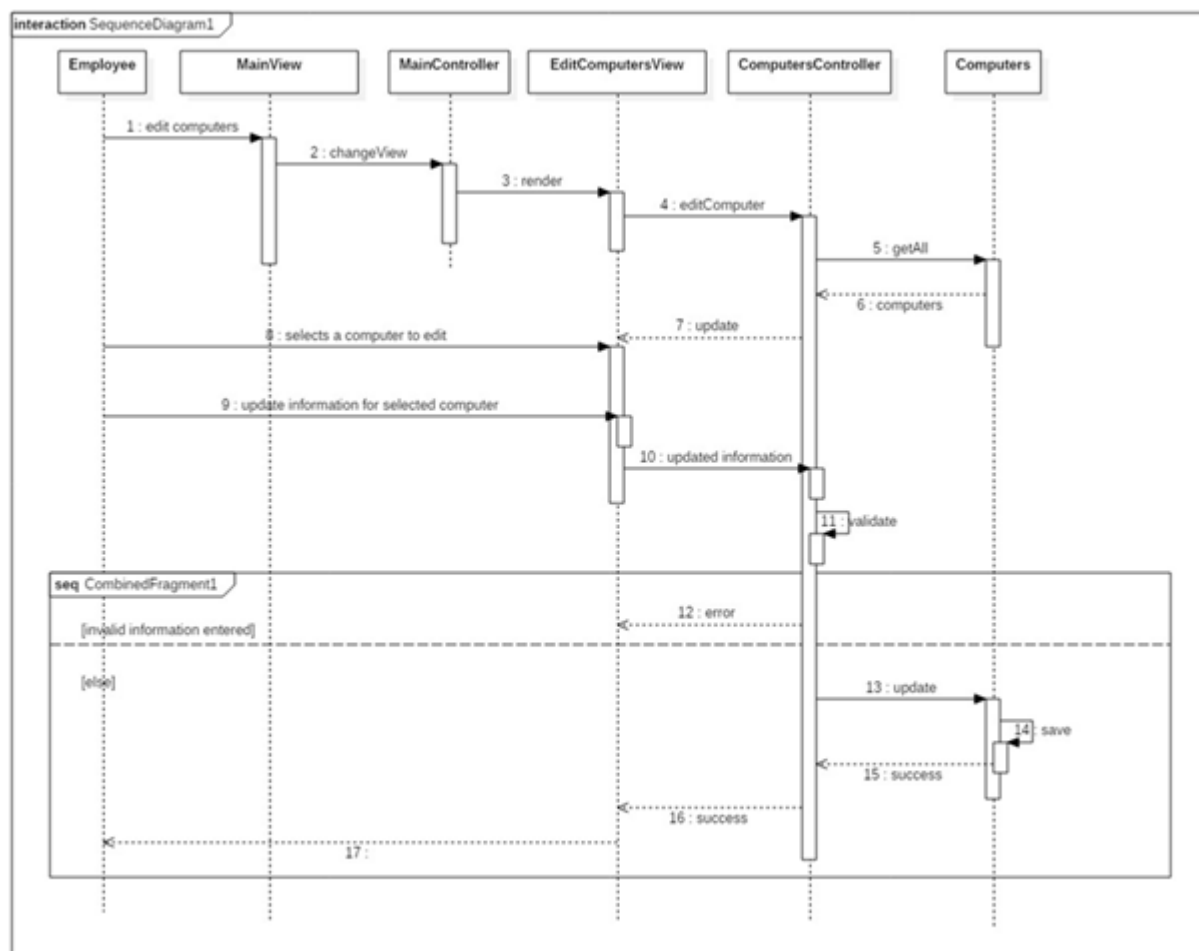 interaction SequenceDiagram1
Employee
MainView
MainController
EditComputersView
ComputersController
Computers
1 : edit computers
2 : changeView
3 : render
4 : editComputer
5 : getAll
6 : computers
7 : update
8 : selects a computer to edit
9 : update information for selected computer
10 : updated information
11 : validate
seq CombinedFragment1
12 : error
[invalid information entered]
[else]
13 : update
14 : save
15 : success
16 : success
17 :